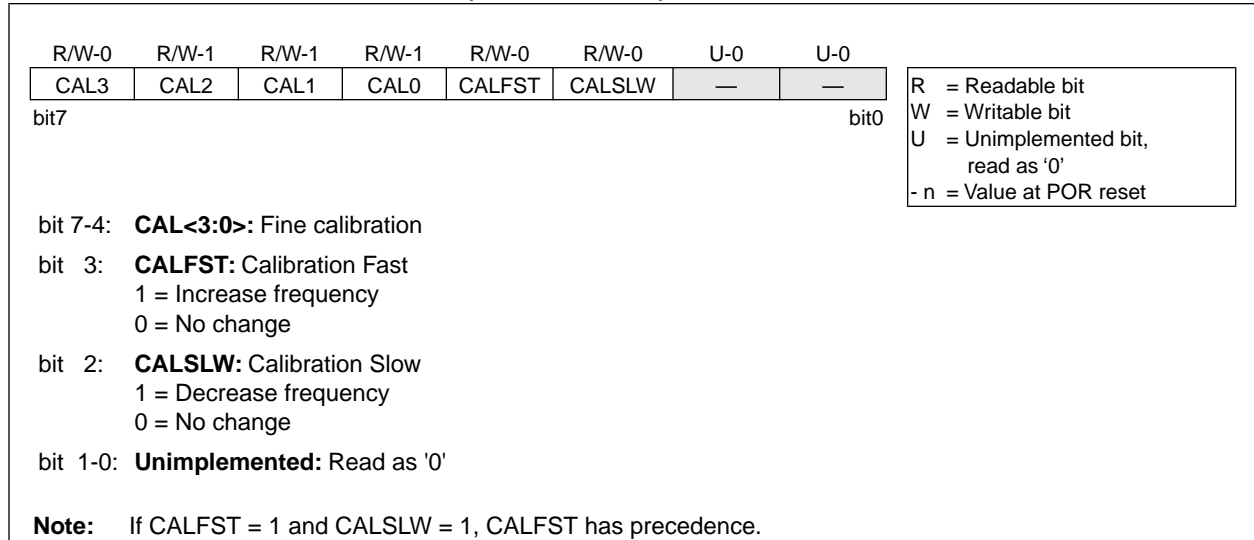 R/W-0 R/W-1 R/W-1 R/W-1 R/W-0 R/W-0 U-0 U-0
CAL3 CAL2 CAL1 CAL0 CALFST CALSLW — —
bit7 bit0
R = Readable bit
W = Writable bit
U = Unimplemented bit,
read as ‘0’
- n = Value at POR reset
bit 7-4: CAL<3:0>: Fine calibration
bit 3: CALFST: Calibration Fast
1 = Increase frequency
0 = No change
bit 2: CALSLW: Calibration Slow
1 = Decrease frequency
0 = No change
bit 1-0: Unimplemented: Read as '0'
Note: If CALFST = 1 and CALSLW = 1, CALFST has precedence.